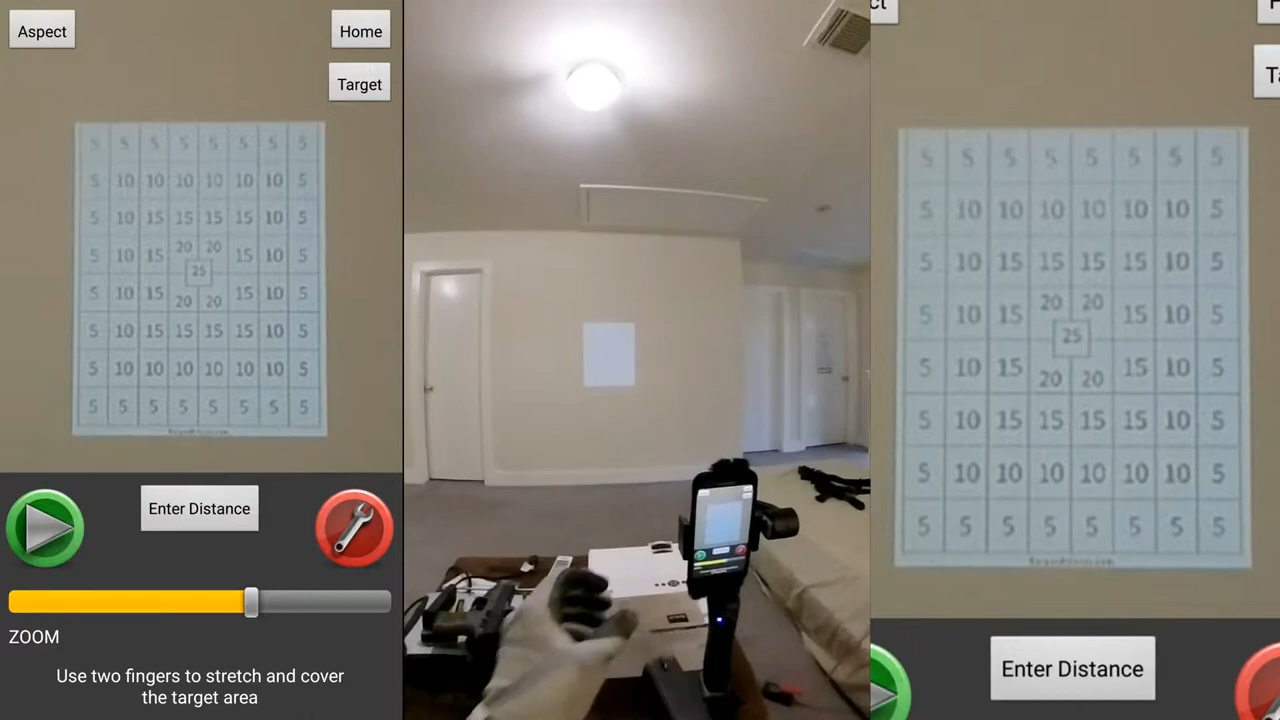 Aspect
Home
Target
5 5 5 5 5 5 5 5
5 10 10 10 10 10 10 5
5 10 15 15 15 15 10 5
20 20
5 10 15 15 10 5
25
5 10 15 15 10 5
20 20
5 10 15 15 15 15 10 5
5 10 10 10 10 10 10 5
5 5 5 5 5 5 5 5
Enter Distance
ZOOM
Use two fingers to stretch and cover
the target area
5 5 5 5 5 5 5 5
5 10 10 10 10 10 10 5
5 10 15 15 15 15 10 5
20 20
5 10 15 15 10 5
25
5 10 15 15 10 5
20 20
5 10 15 15 15 15 10 5
5 10 10 10 10 10 10 5
5 5 5 5 5 5 5 5
Enter Distance